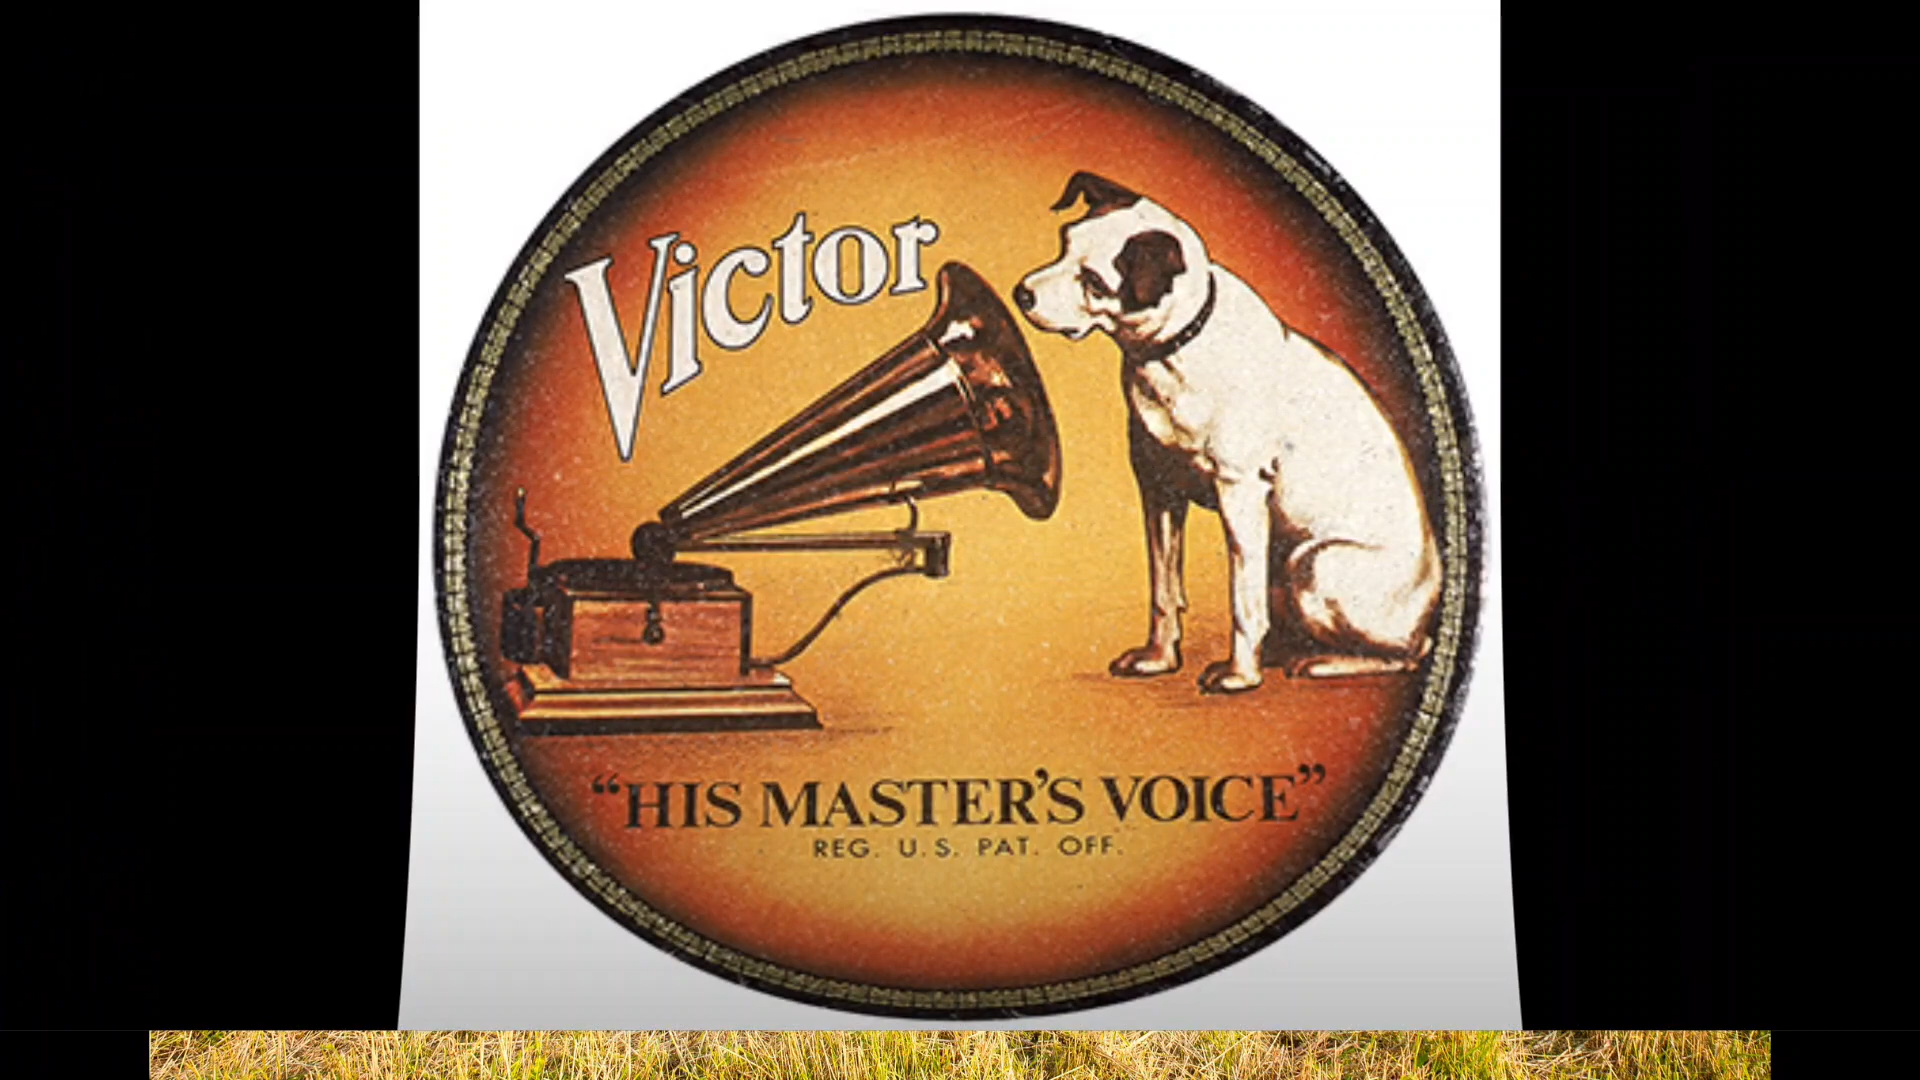 Victor
“HIS MASTER’S VOICE”
REG. U.S. PAT. OFF.